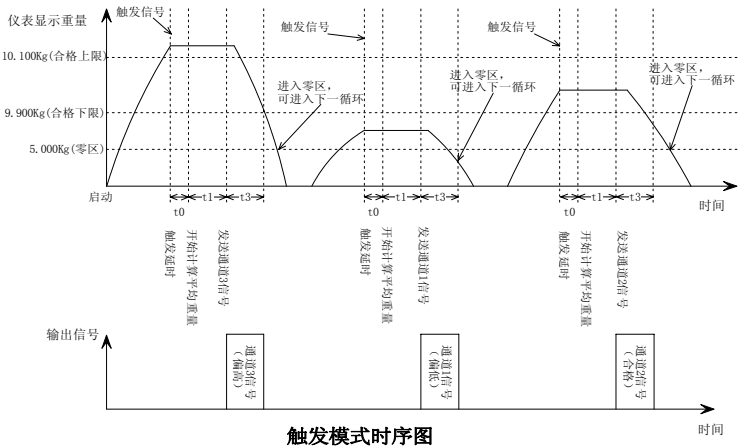 仪表显示重量
触发信号
触发信号
触发信号
10.100Kg(合格上限)
进入零区，
可进入下一循环
进入零区，
可进入下一循环
进入零区，
可进入下一循环
9.900Kg(合格下限)
5.000Kg(零区)
启动
t0
t1
t3
t0
t1
t3
t0
t1
t3
时间
触发延时
开始计算平均重量
发送通道3信号
触发延时
开始计算平均重量
发送通道1信号
触发延时
开始计算平均重量
发送通道2信号
输出信号
通道3信号
（偏高）
通道1信号
（偏低）
通道2信号
（合格）
时间
触发模式时序图